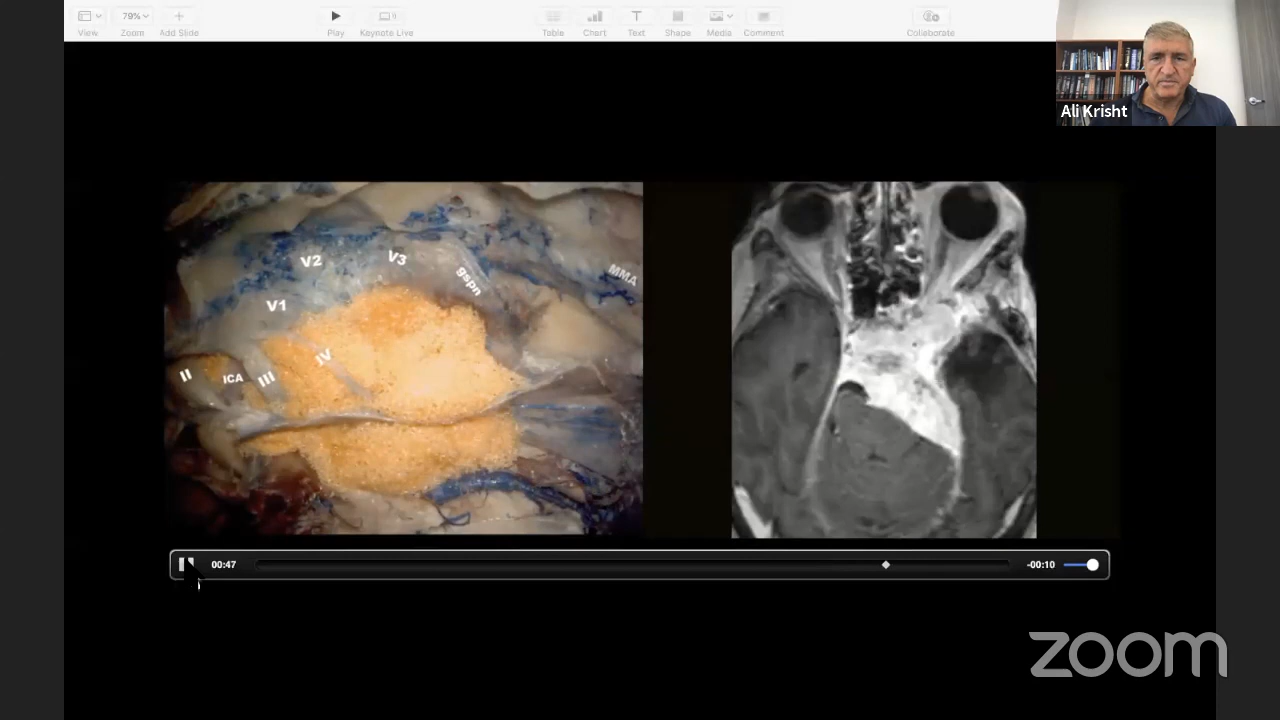 View
79%
Zoom
Add Slide
Play
Keynote Live
Table
Chart
Text
Shape
Media
Comment
Collaborate
Ali Krisht
V2
V3
gspn
MMA
V1
IV
II
ICA
III
00:47
-00:10
zoom